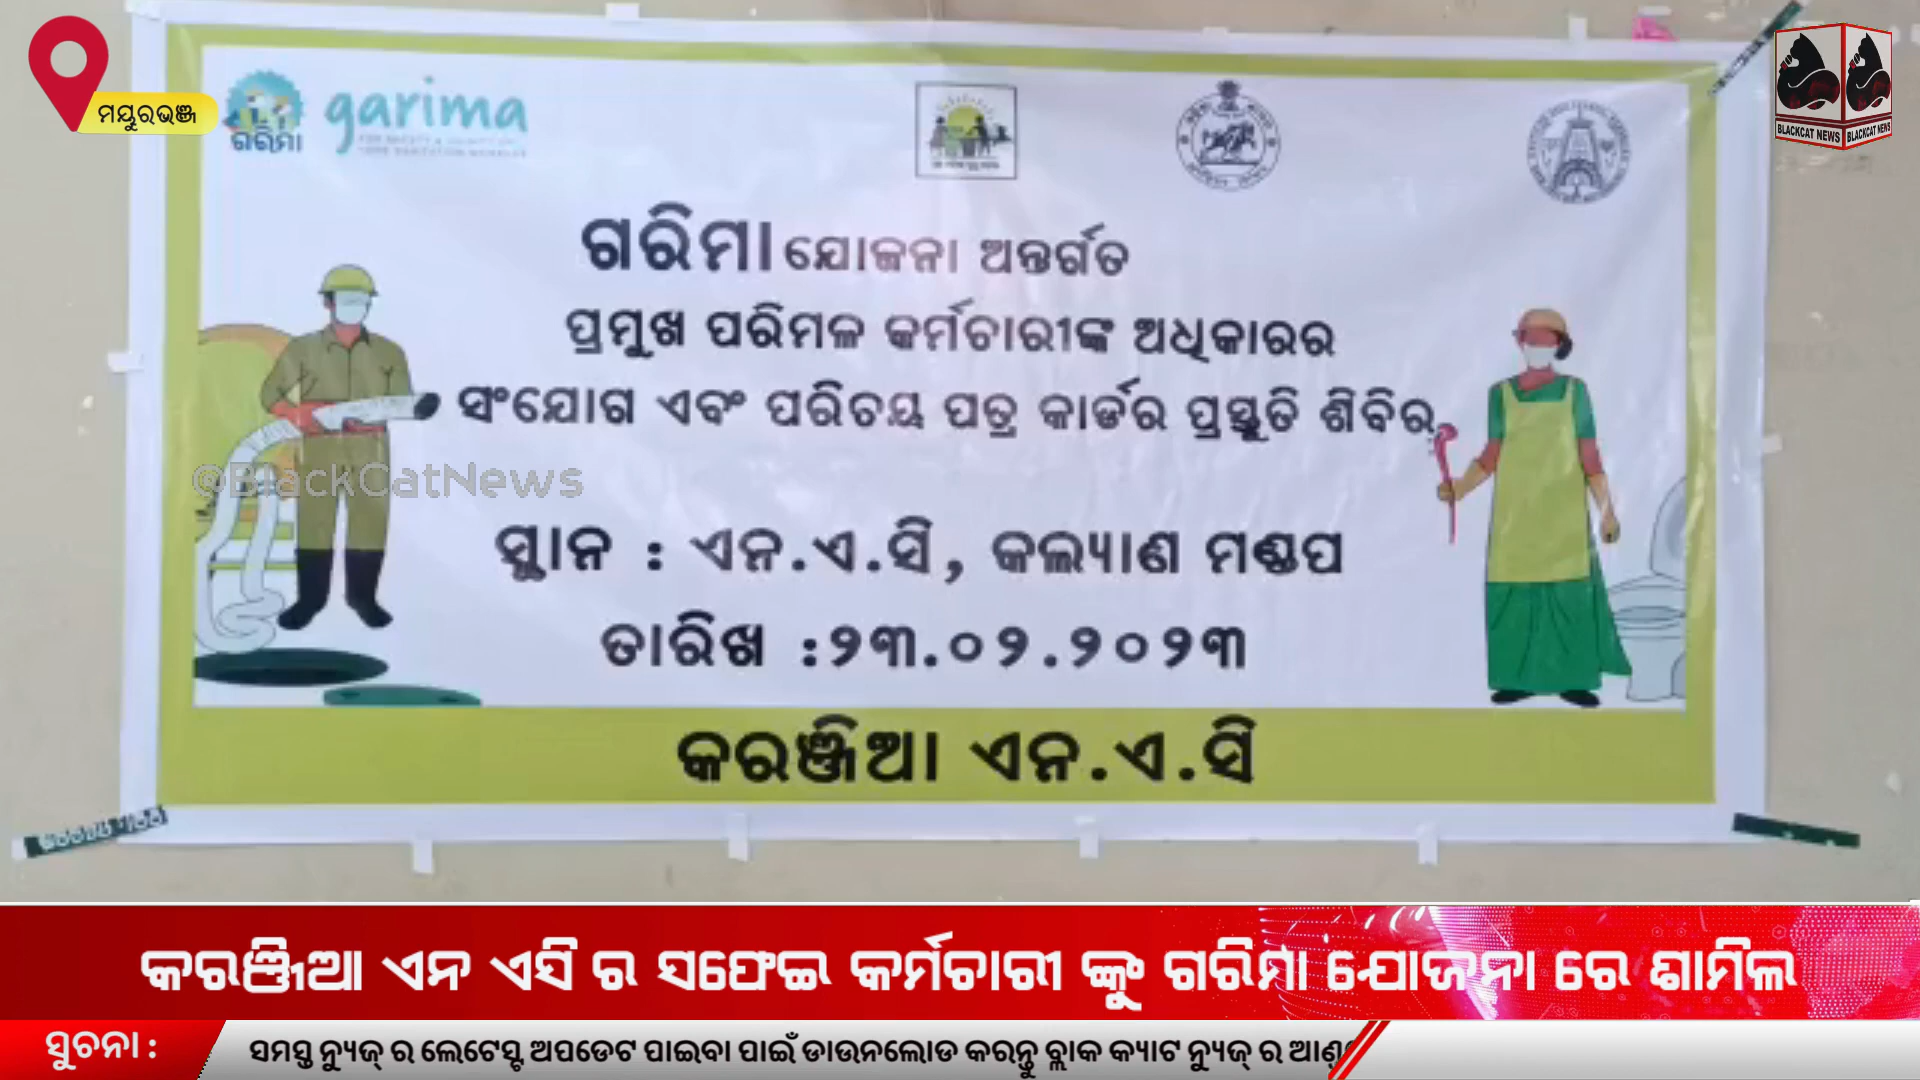 ମୟୁରଭଞ୍ଜ
ଗରିମା
garima
BLACKCAT NEWS
BLACKCAT NEWS
ଗରିମା ଯୋଜନା ଅନ୍ତର୍ଗତ
ପ୍ରମୁଖ ପରିମଳ କର୍ମଚାରୀଙ୍କ ଅଧିକାରର
ସଂଯୋଗ ଏବଂ ପରିଚୟ ପତ୍ର କାର୍ଡର ପ୍ରସ୍ତୁତି ଶିବିର
@BlackCatNews
ସ୍ଥାନ : ଏନ.ଏ.ସି, କଲ୍ୟାଣ ମଣ୍ଡପ
ତାରିଖ :୨୩.୦୨.୨୦୨୩
କରଞ୍ଜିଆ ଏନ.ଏ.ସି
କରଞ୍ଜିଆ ଏନ ଏସି ର ସଫେଇ କର୍ମଚାରୀ ଙ୍କୁ ଗରିମା ଯୋଜନା ରେ ଶାମିଲ
ସୁଚନା :
ସମସ୍ତ ନ୍ୟୁଜ୍ ର ଲେଟେସ୍ଟ ଅପଡେଟ ପାଇବା ପାଇଁ ଡାଉନଲୋଡ କରନ୍ତୁ ବ୍ଲାକ କ୍ୟାଟ ନ୍ୟୁଜ୍ ର